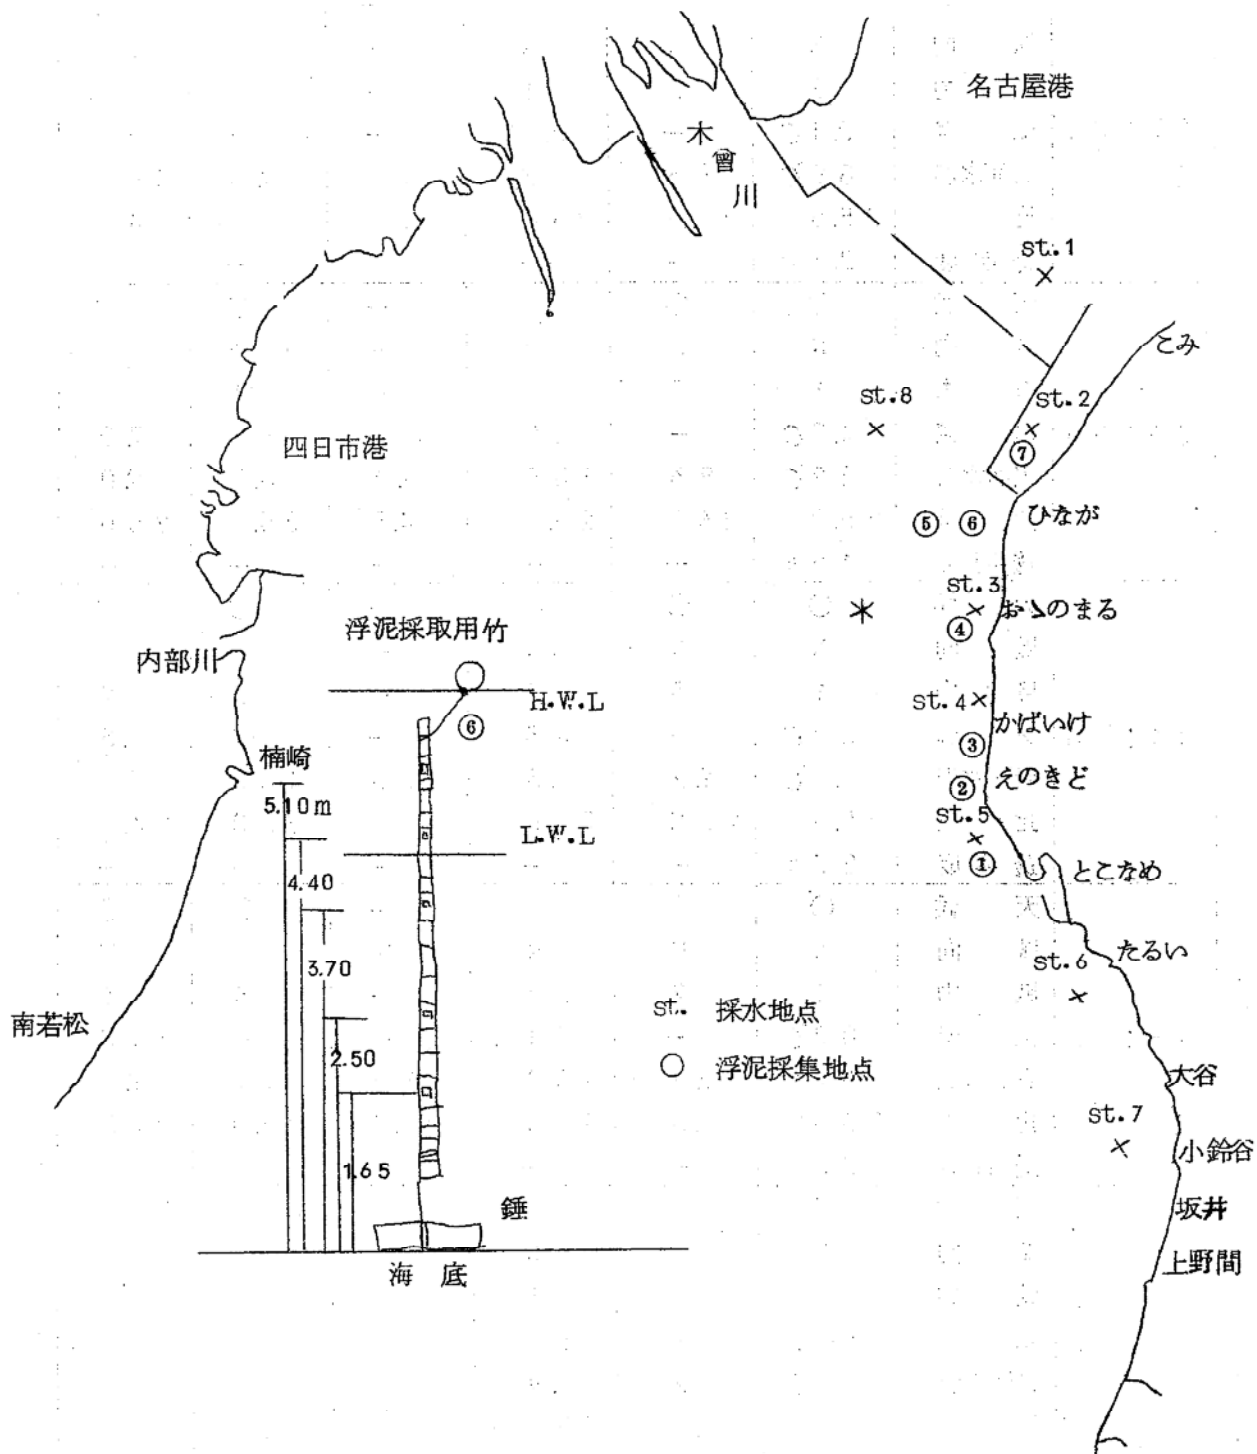 名古屋港
木曾川
st.1
×
こみ
st.8
×
st.2
×
⑦
四日市港
⑤ ⑥
ひなが
st.3
×
おゝのまる
④
浮泥採取用竹
内部川
H.W.L
⑥
st.4×
かばいけ
③
楠崎
えのきど
②
5.10m
st.5
×
L.W.L
①
とこなめ
4.40
たるい
st.6
×
3.70
南若松
st. 採水地点
○ 浮泥採集地点
2.50
大谷
st.7
×
小鈴谷
1.65
坂井
錘
上野間
海底